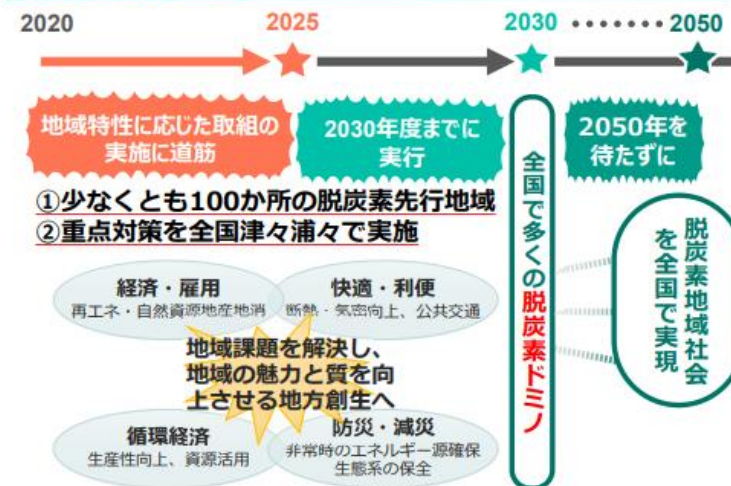 2020
2025
2030
2050
地域特性に応じた取組の
実施に道筋
2030年度までに
実行
2050年を
待たずに
①少なくとも100か所の脱炭素先行地域
②重点対策を全国津々浦々で実施
経済・雇用
再エネ・自然資源地産地消
快適・利便
断熱・気密向上、公共交通
地域課題を解決し、
地域の魅力と質を向
上させる地方創生へ
循環経済
生産性向上、資源活用
防災・減災
非常時のエネルギー源確保
生態系の保全
全国で多くの脱炭素ドミノ
脱炭素地域社会
を全国で実現